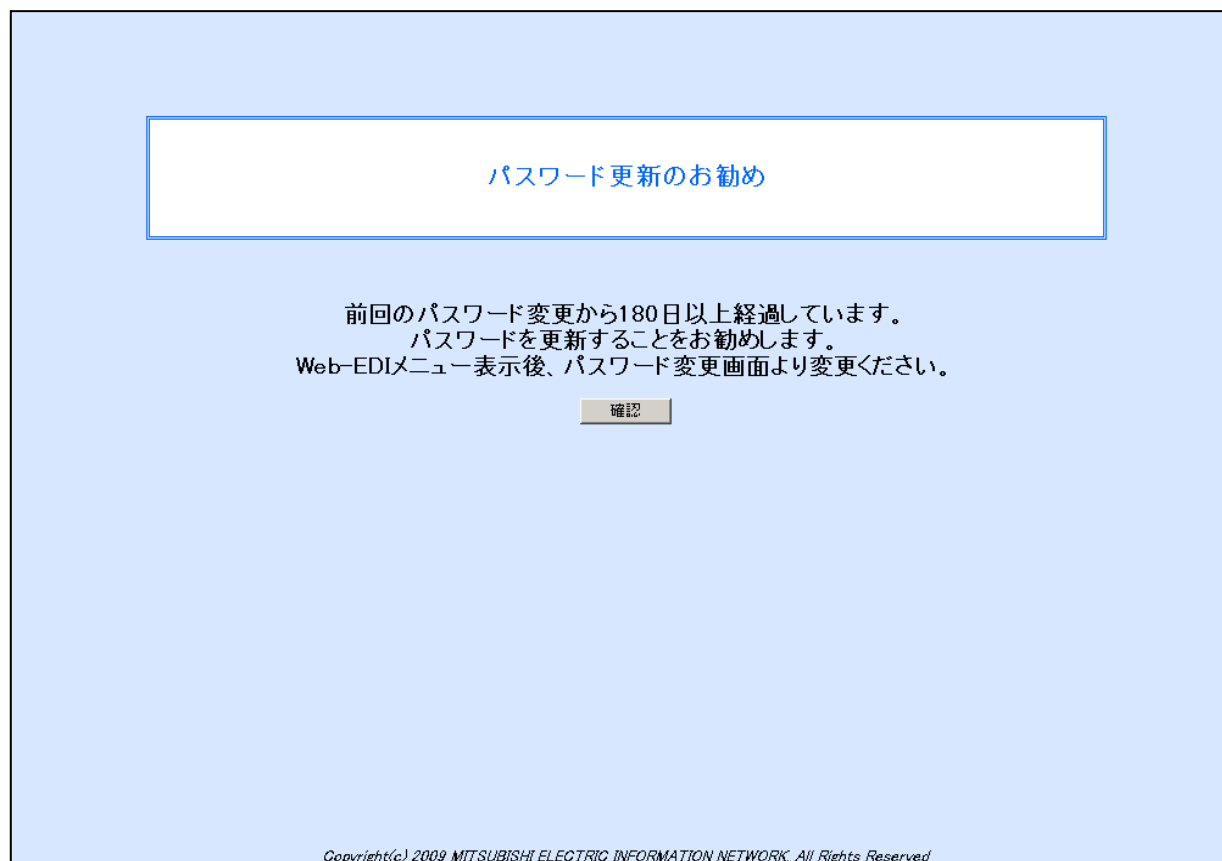 パスワード更新のお勧め
前回のパスワード変更から180日以上経過しています。
パスワードを更新することをお勧めします。
Web-EDIメニュー表示後、パスワード変更画面より変更ください。
確認
Copyright(c) 2009 MITSUBISHI ELECTRIC INFORMATION NETWORK. All Rights Reserved